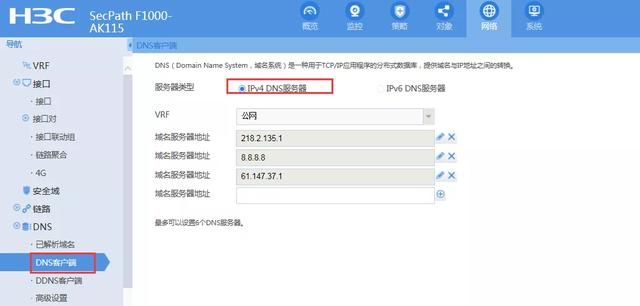 H3C
SecPath F1000-
AK115
概览
监控
策略
对象
网络
系统
导航
VRF
接口
接口
接口对
接口联动组
链路聚合
4G
安全域
链路
DNS
已解析域名
DNS客户端
DDNS客户端
高级设置
DNS客户端
DNS（Domain Name System，域名系统）是一种用于TCP/IP应用程序的分布式数据库，提供域名与IP地址之间的转换。
服务器类型
IPv4 DNS服务器
IPv6 DNS服务器
VRF
公网
域名服务器地址
218.2.135.1
域名服务器地址
8.8.8.8
域名服务器地址
61.147.37.1
域名服务器地址
最多可以设置6个DNS服务器。